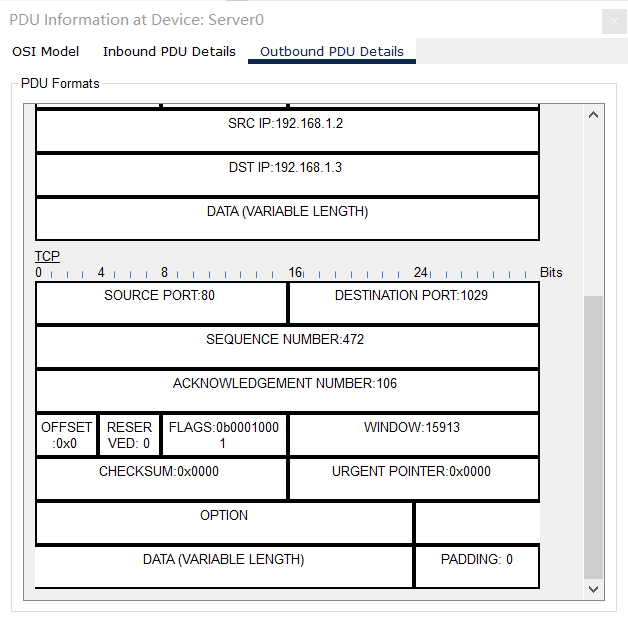 PDU Information at Device: Server0
OSI Model Inbound PDU Details Outbound PDU Details
PDU Formats
SRC IP:192.168.1.2
DST IP:192.168.1.3
DATA (VARIABLE LENGTH)
TCP
0 4 8 16 24 Bits
SOURCE PORT:80 DESTINATION PORT:1029
SEQUENCE NUMBER:472
ACKNOWLEDGEMENT NUMBER:106
OFFSET RESER FLAGS:0b0001000 WINDOW:15913
:0x0 VED: 0 1
CHECKSUM:0x0000 URGENT POINTER:0x0000
OPTION
DATA (VARIABLE LENGTH) PADDING: 0